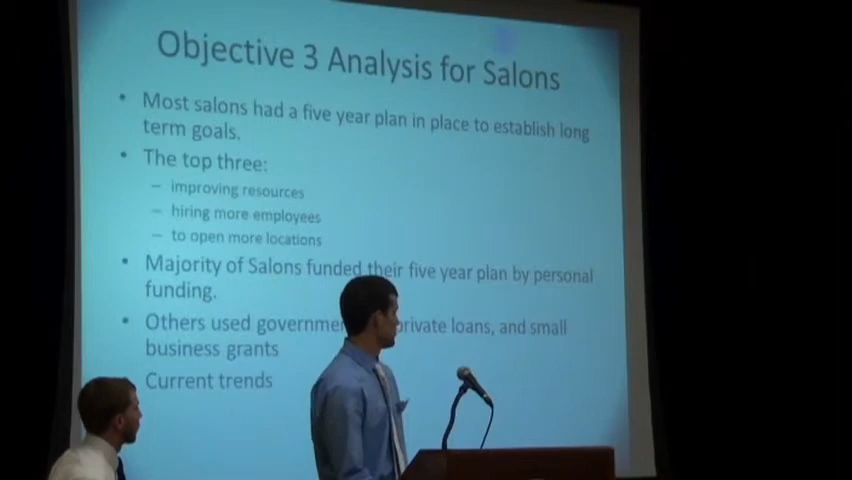 Objective 3 Analysis for Salons
• Most salons had a five year plan in place to establish long
term goals.
• The top three:
– improving resources
– hiring more employees
– to open more locations
• Majority of Salons funded their five year plan by personal
funding.
• Others used private loans, and small
business grants
Current trends